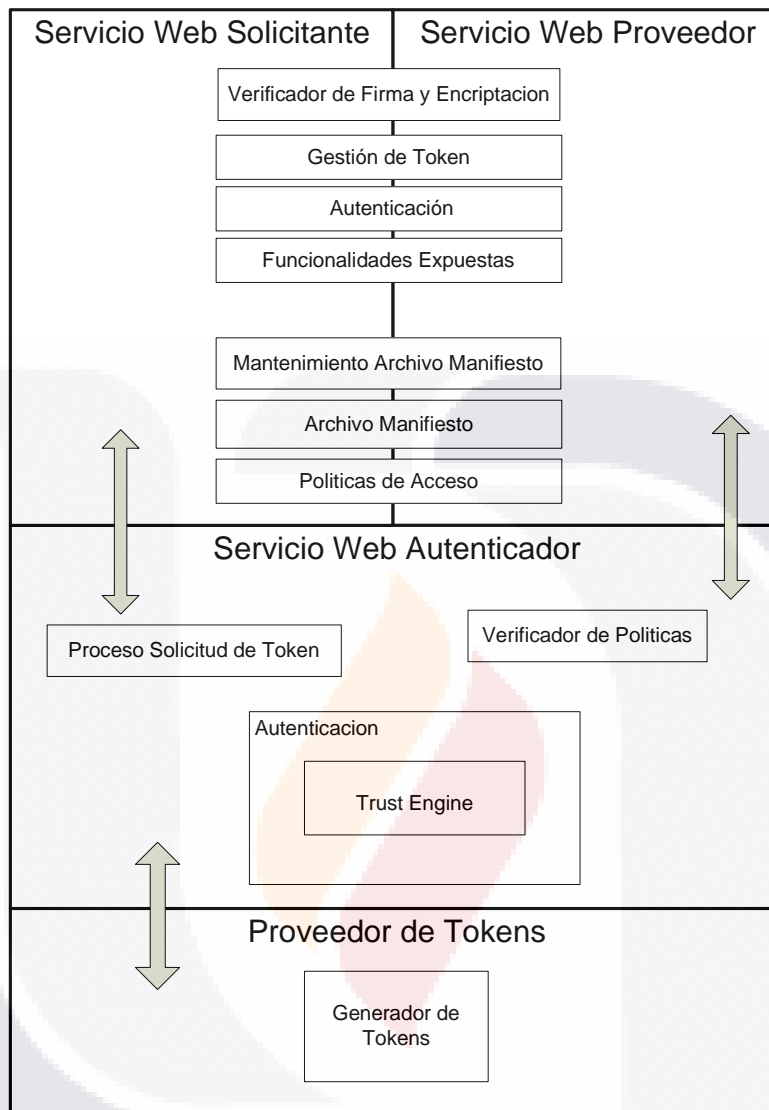 Servicio Web Solicitante
Servicio Web Proveedor
Verificador de Firma y Encriptacion
Gestión de Token
Autenticación
Funcionalidades Expuestas
Mantenimiento Archivo Manifiesto
Archivo Manifiesto
Politicas de Acceso
Servicio Web Autenticador
Proceso Solicitud de Token
Verificador de Politicas
Autenticacion
Trust Engine
Proveedor de Tokens
Generador de
Tokens